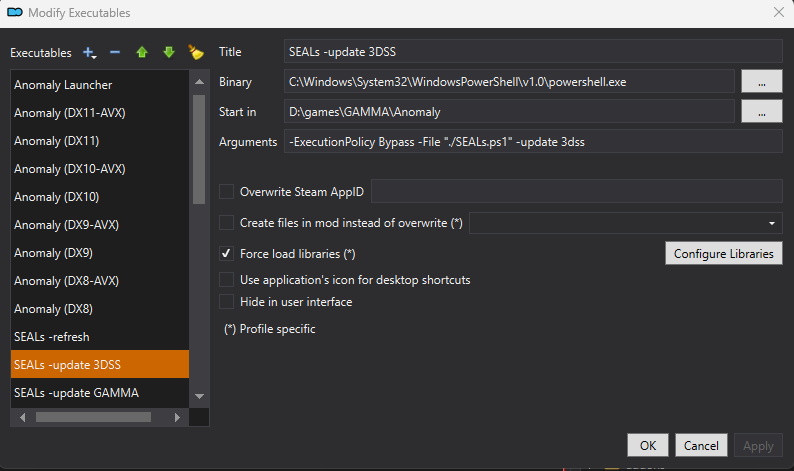 Modify Executables
Executables
Anomaly Launcher
Anomaly (DX11-AVX)
Anomaly (DX11)
Anomaly (DX10-AVX)
Anomaly (DX10)
Anomaly (DX9-AVX)
Anomaly (DX9)
Anomaly (DX8-AVX)
Anomaly (DX8)
SEALs -refresh
SEALs -update 3DSS
SEALs -update GAMMA
Title SEALs -update 3DSS
Binary C:\Windows\System32\WindowsPowerShell\v1.0\powershell.exe ...
Start in D:\games\GAMMA\Anomaly ...
Arguments -ExecutionPolicy Bypass -File "./SEALs.ps1" -update 3dss
Overwrite Steam AppID
Create files in mod instead of overwrite (*)
Force load libraries (*) Configure Libraries
Use application's icon for desktop shortcuts
Hide in user interface
(*) Profile specific
OK Cancel Apply